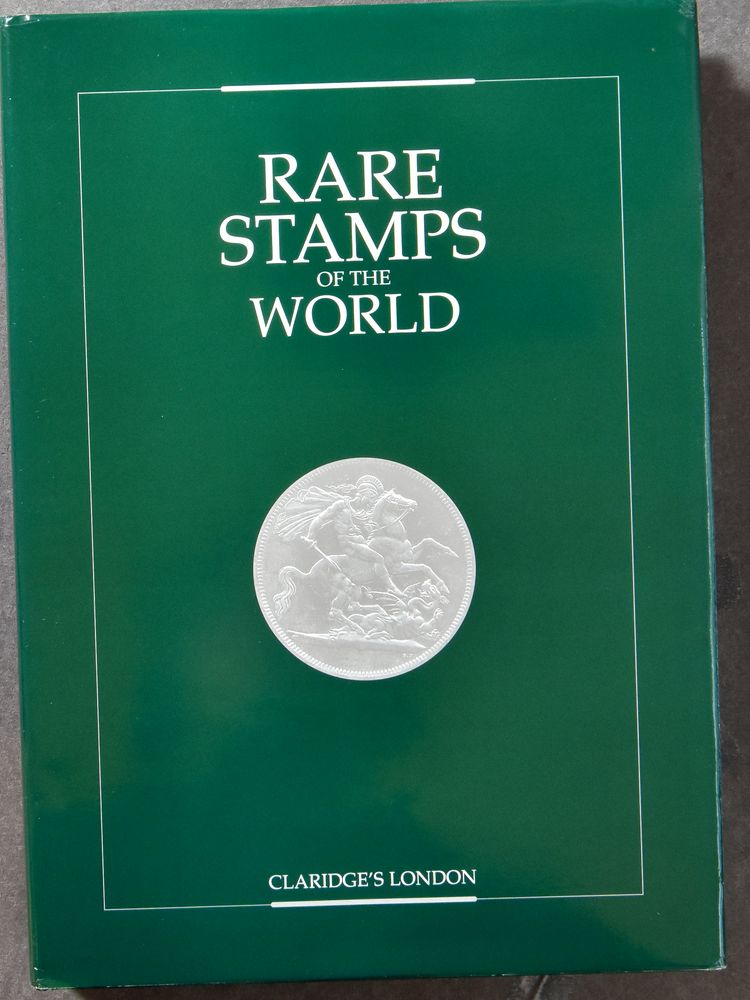 RARE
STAMPS
OF THE
WORLD
CLARIDGE'S LONDON